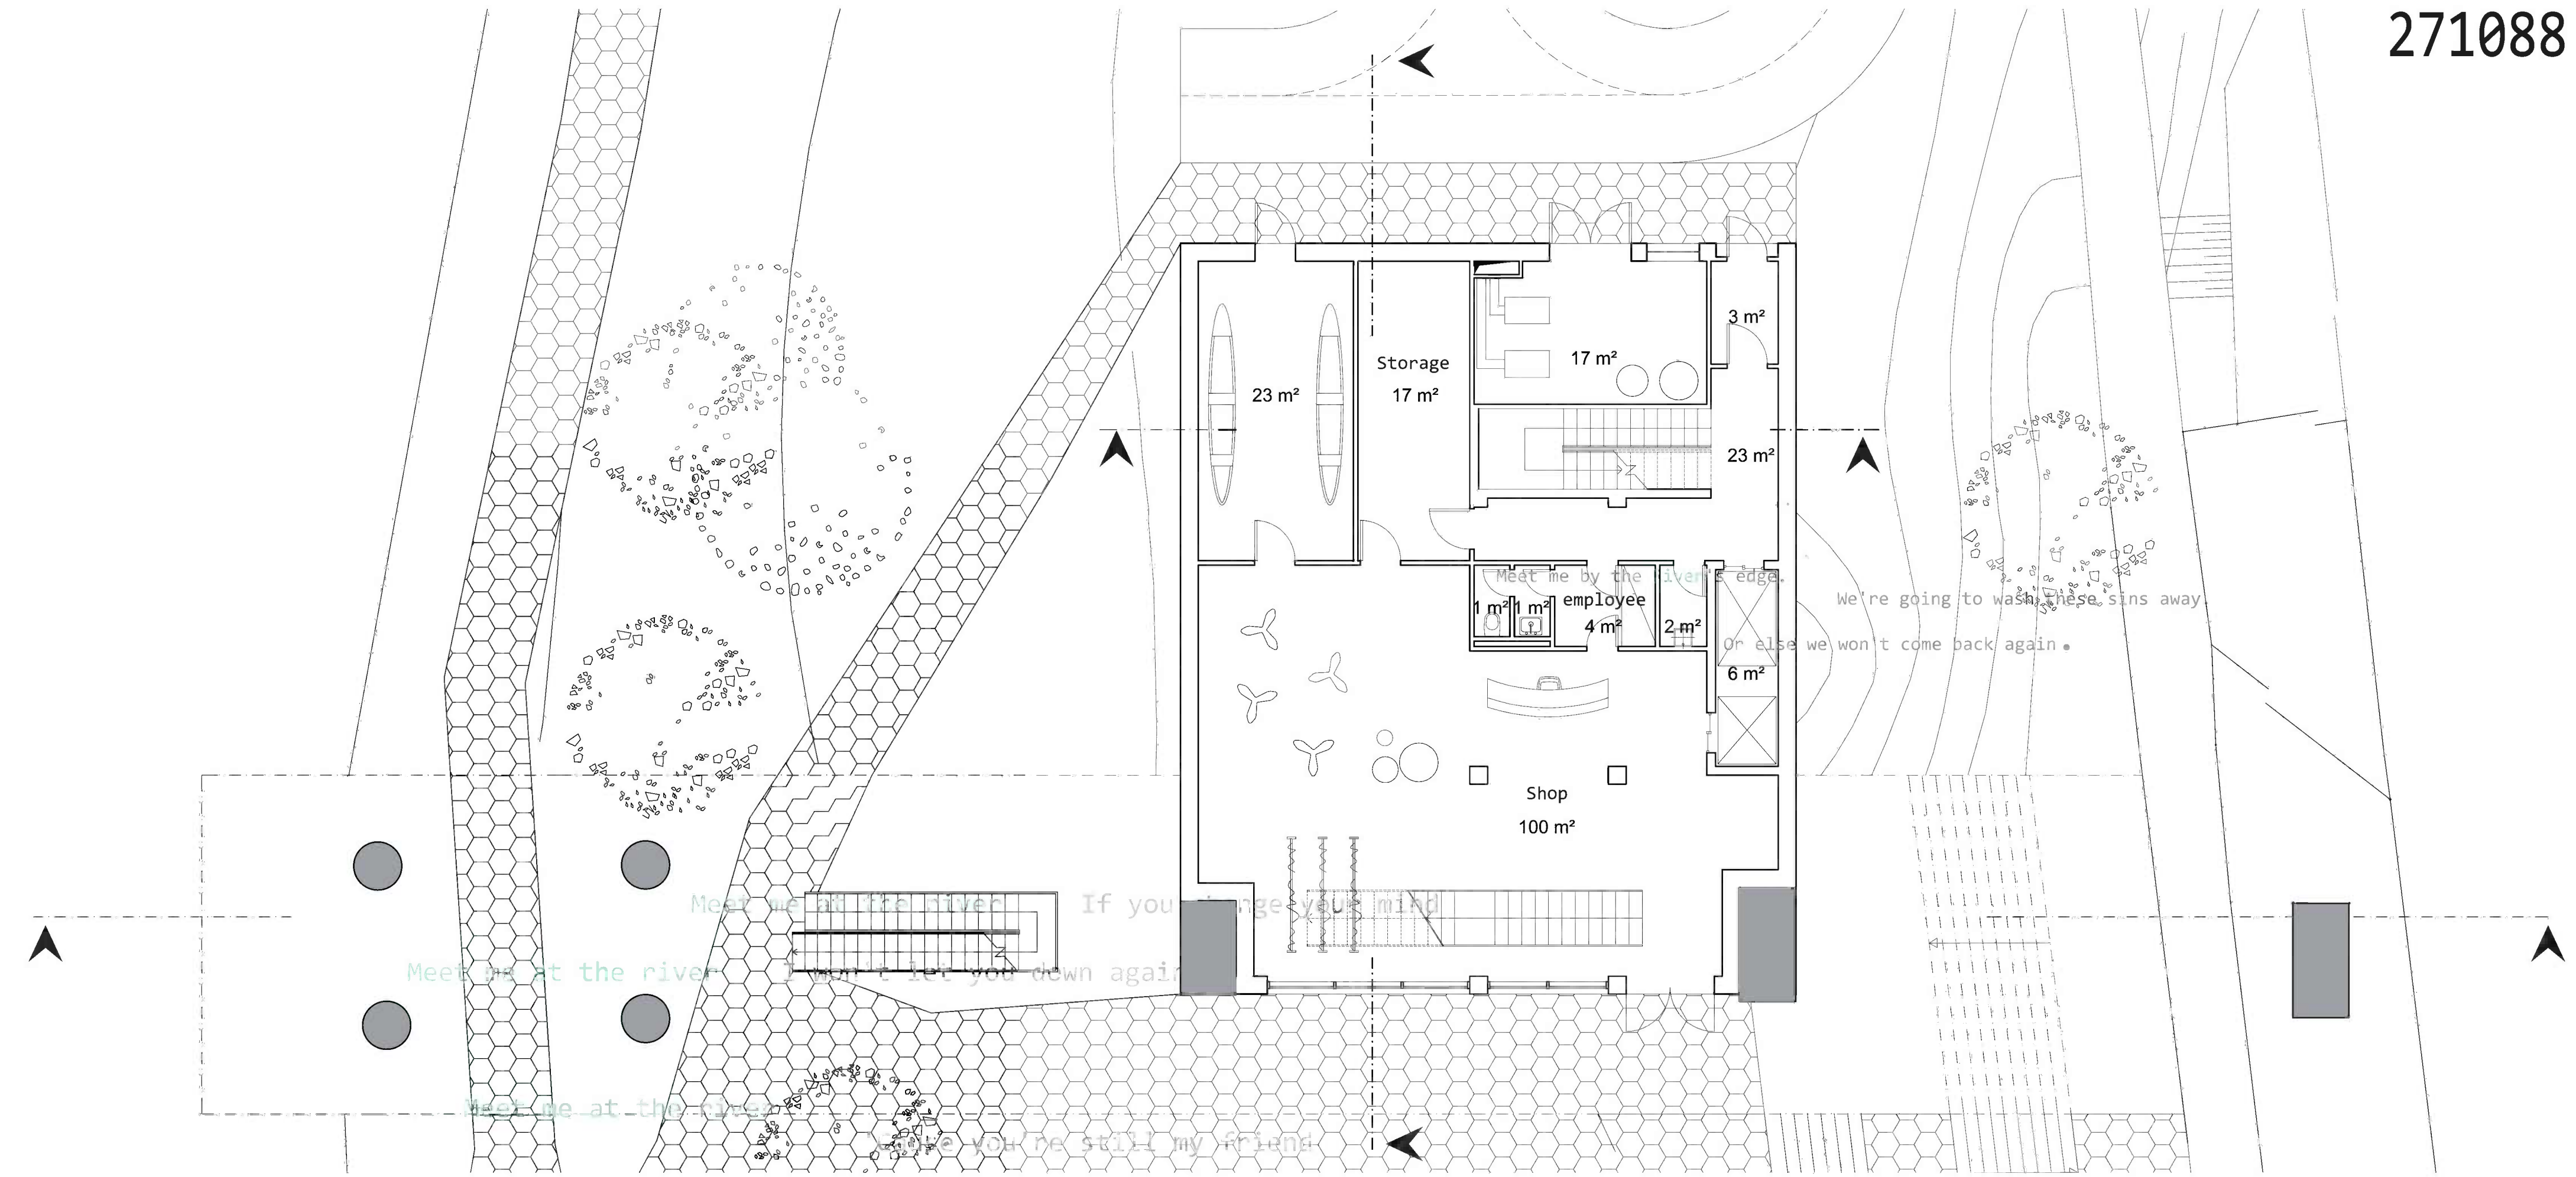 271088
3 m²
17 m²
Storage
23 m²
17 m²
23 m²
Meet me by the river's edge.
We're going to wash these sins away
1 m²
1 m²
employee
4 m²
2 m²
Or else we won't come back again.
6 m²
Shop
100 m²
Meet me at the river
If you change your mind
Meet me at the river
I won't let you down again
Meet me at the river
'Cause you're still my friend